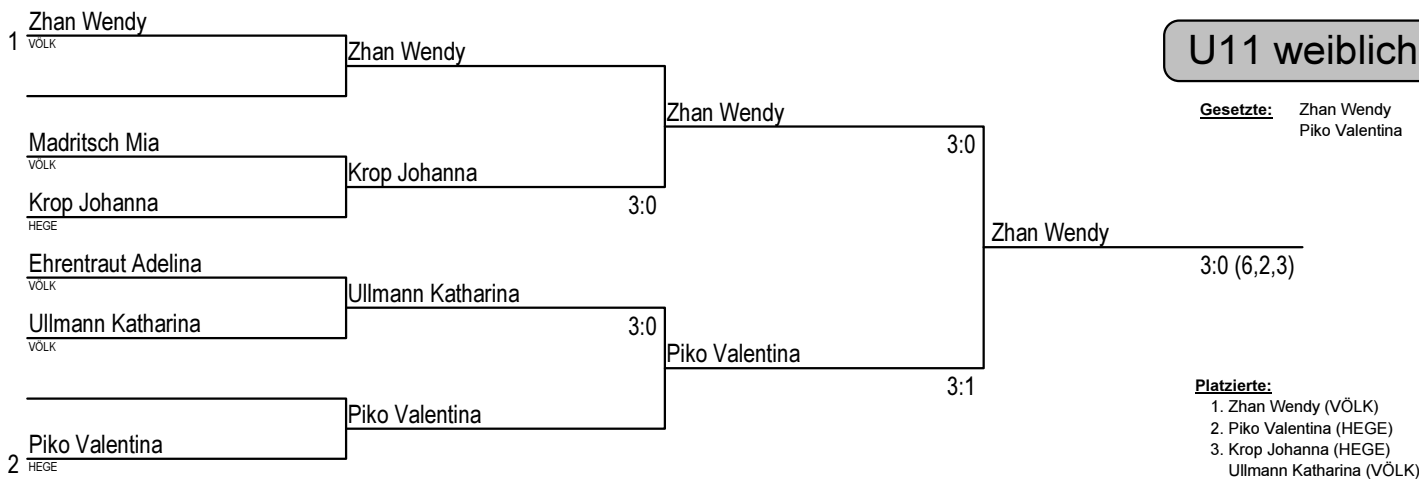 Zhan Wendy
1 VÖLK
Zhan Wendy
Zhan Wendy
3:0
Madritsch Mia
VÖLK
Krop Johanna
3:0
Krop Johanna
HEGE
Zhan Wendy
3:0 (6,2,3)
Ehrentraut Adelina
VÖLK
Ullmann Katharina
3:0
Ullmann Katharina
VÖLK
Piko Valentina
3:1
Piko Valentina
Piko Valentina
2 HEGE
U11 weiblich
Gesetzte: Zhan Wendy
Piko Valentina
Platzierte:
1. Zhan Wendy (VÖLK)
2. Piko Valentina (HEGE)
3. Krop Johanna (HEGE)
Ullmann Katharina (VÖLK)